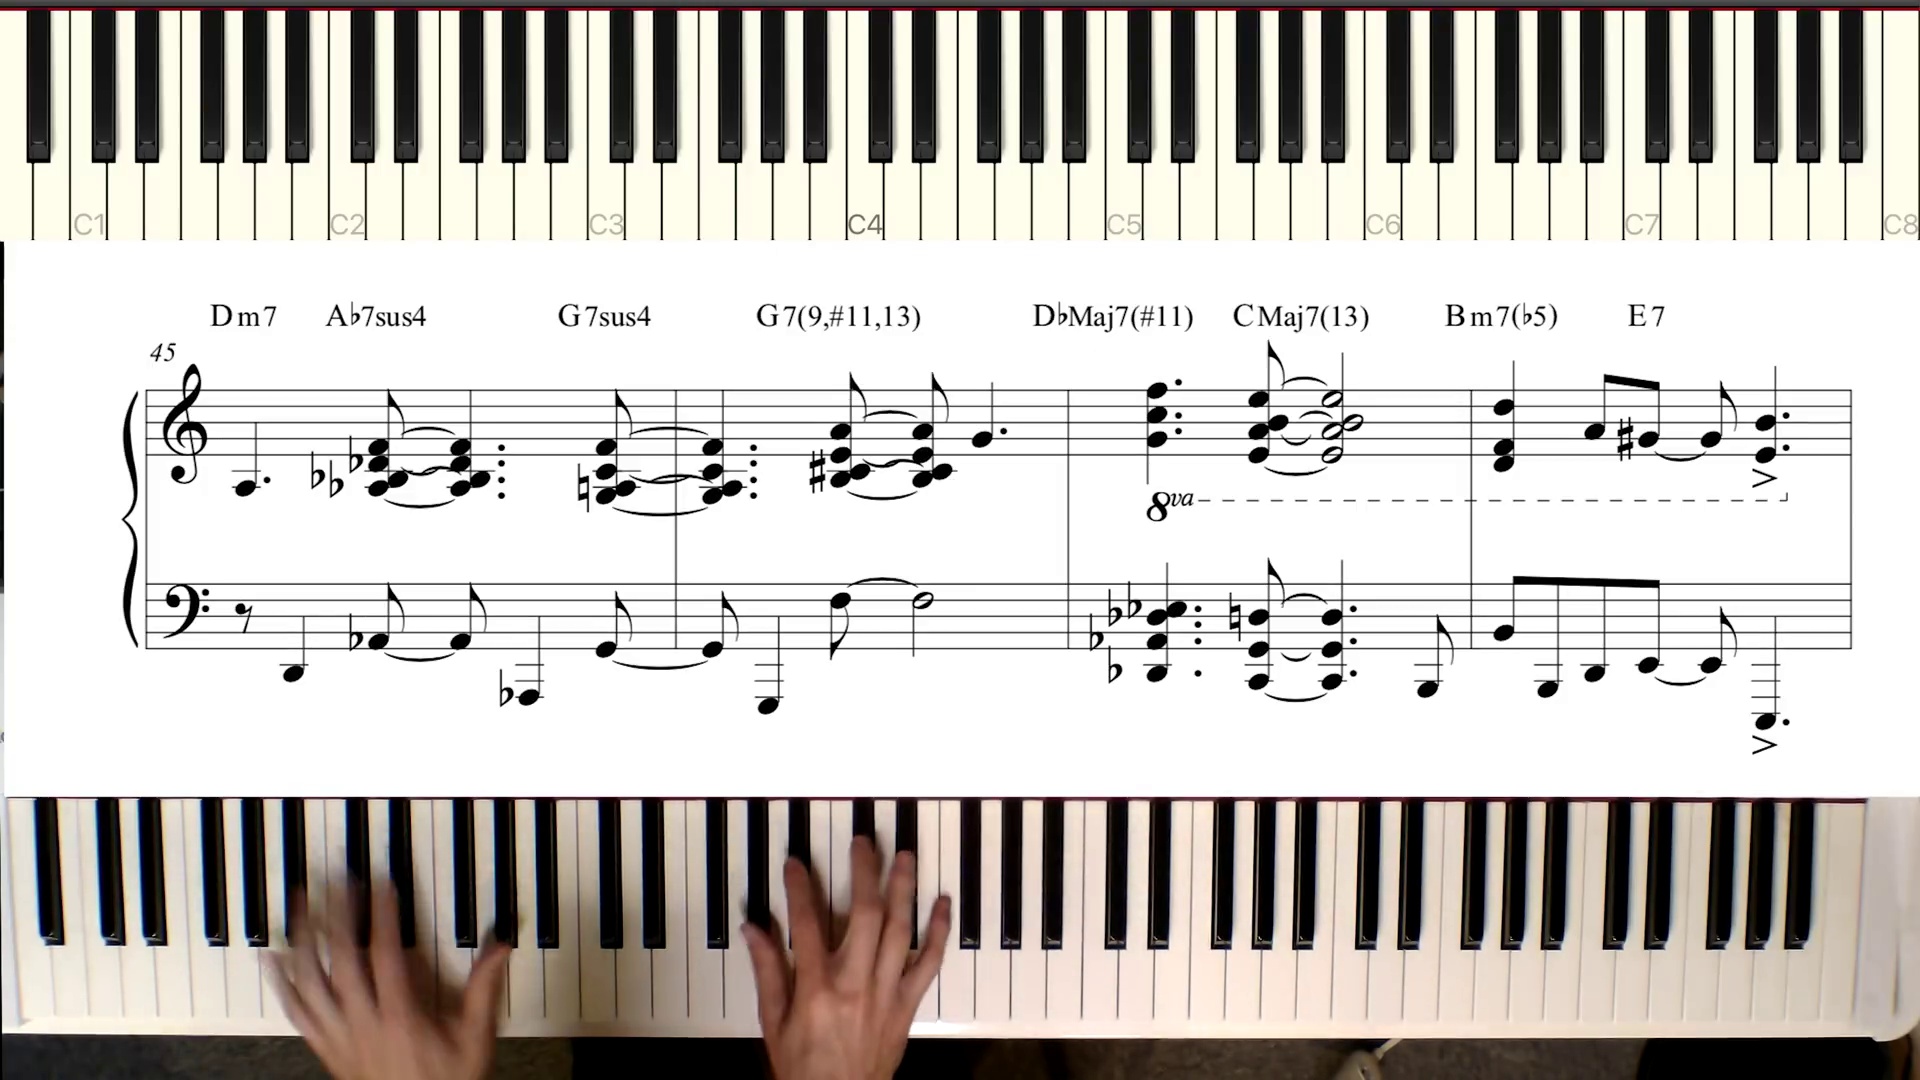 C1 C2 C3 C4 C5 C6 C7 C8
Dm7 A♭7sus4 G7sus4 G7(9,#11,13) D♭Maj7(#11) CMaj7(13) Bm7(♭5) E7
45
8va